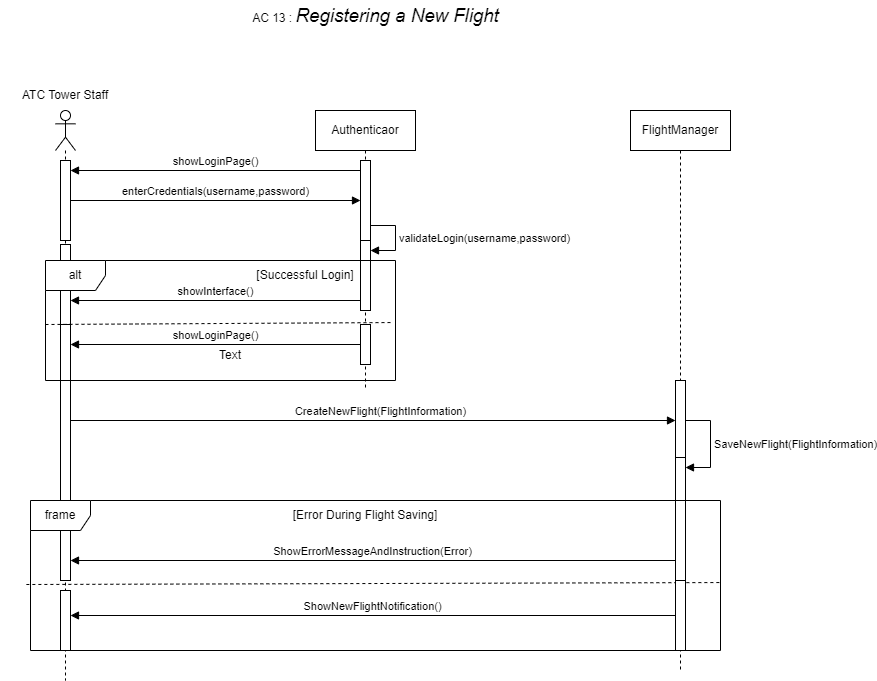 AC 13 : Registering a New Flight
ATC Tower Staff
Authenticaor
FlightManager
showLoginPage()
enterCredentials(username,password)
validateLogin(username,password)
alt
[Successful Login]
showInterface()
showLoginPage()
Text
CreateNewFlight(FlightInformation)
SaveNewFlight(FlightInformation)
frame
[Error During Flight Saving]
ShowErrorMessageAndInstruction(Error)
ShowNewFlightNotification()